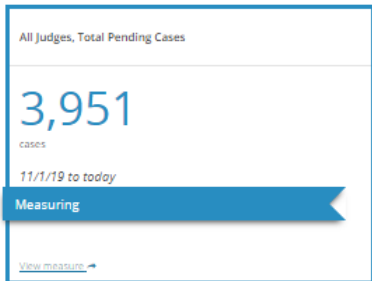 All Judges, Total Pending Cases
3,951
cases
11/1/19 to today
Measuring
View measure